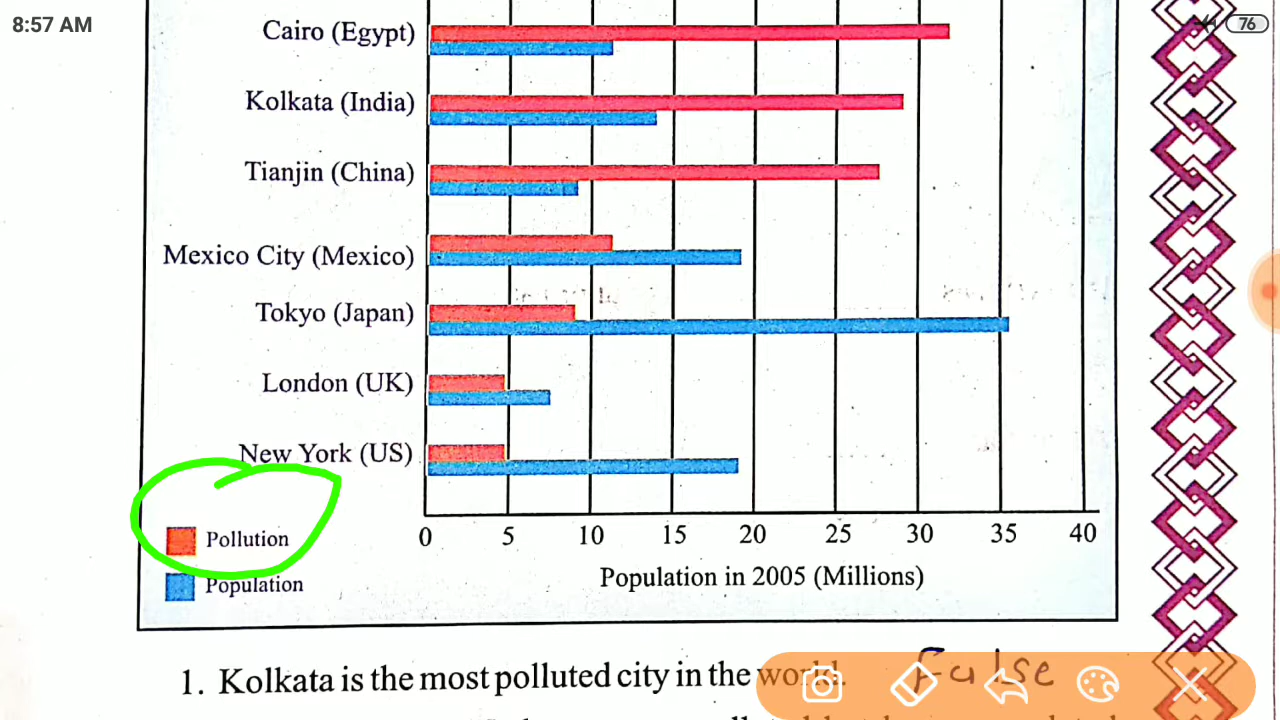 8:57 AM
76
Cairo (Egypt)
Kolkata (India)
Tianjin (China)
Mexico City (Mexico)
Tokyo (Japan)
London (UK)
New York (US)
0 5 10 15 20 25 30 35 40
Pollution
Population
Population in 2005 (Millions)
1. Kolkata is the most polluted city in the world. False